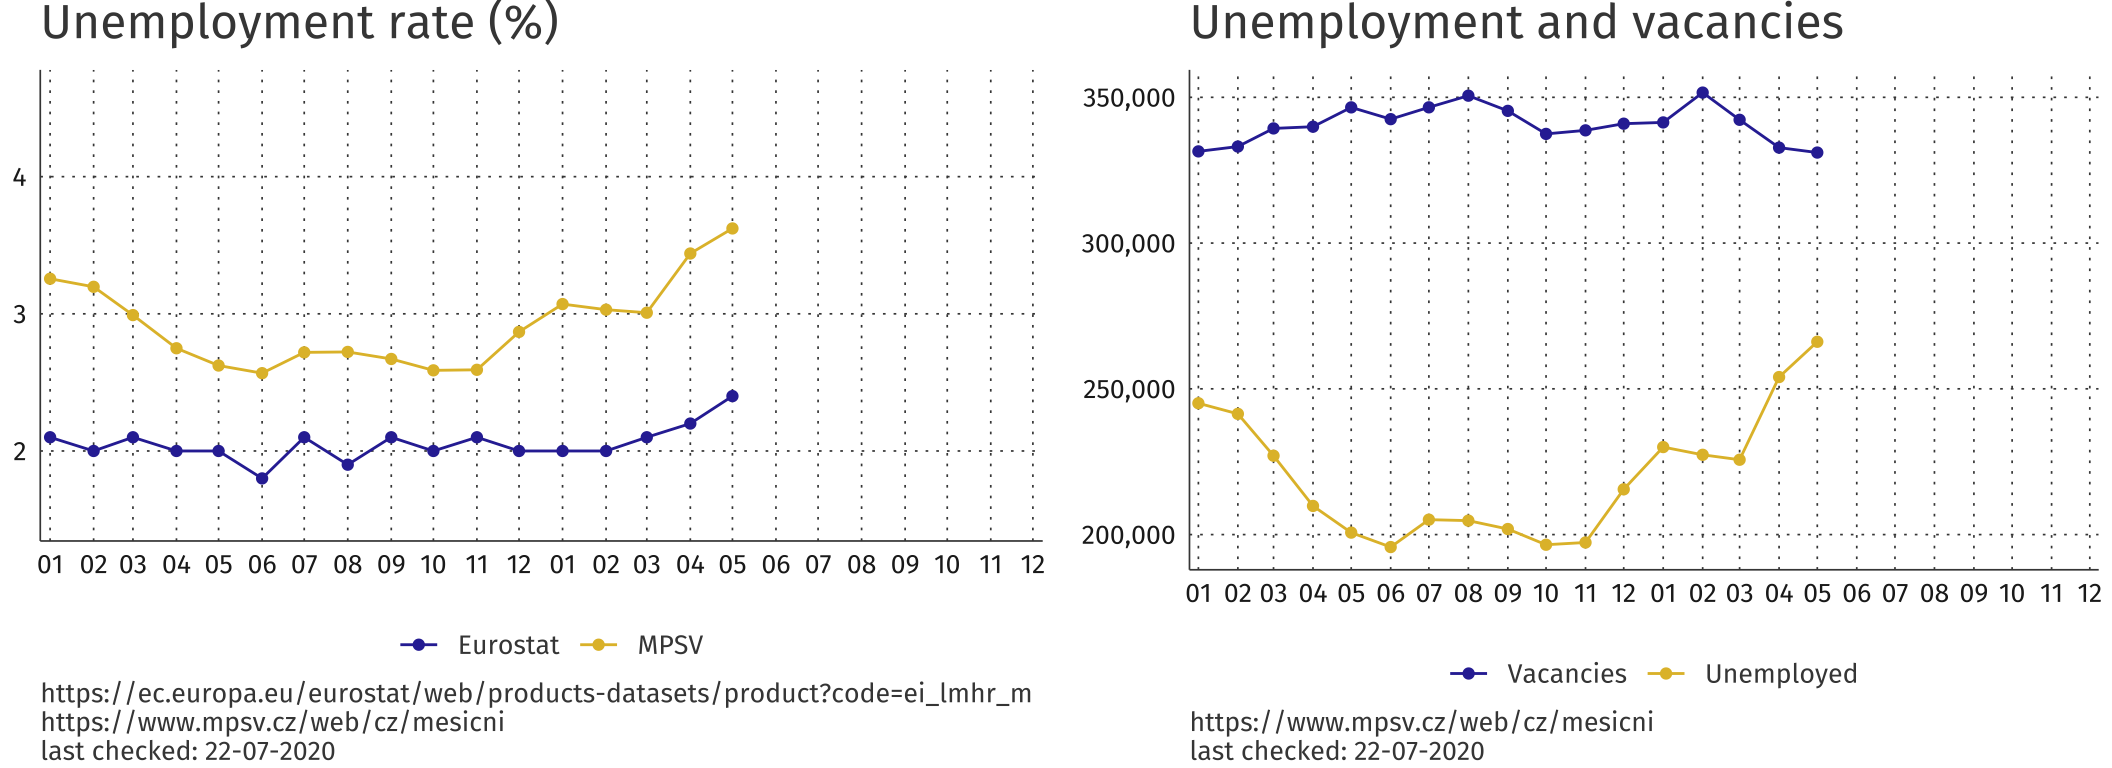 Unemployment rate (%)
4
3
2
01 02 03 04 05 06 07 08 09 10 11 12 01 02 03 04 05 06 07 08 09 10 11 12
Eurostat MPSV
https://ec.europa.eu/eurostat/web/products-datasets/product?code=ei_lmhr_m
https://www.mpsv.cz/web/cz/mesicni
last checked: 22-07-2020
Unemployment and vacancies
350,000
300,000
250,000
200,000
01 02 03 04 05 06 07 08 09 10 11 12 01 02 03 04 05 06 07 08 09 10 11 12
Vacancies Unemployed
https://www.mpsv.cz/web/cz/mesicni
last checked: 22-07-2020